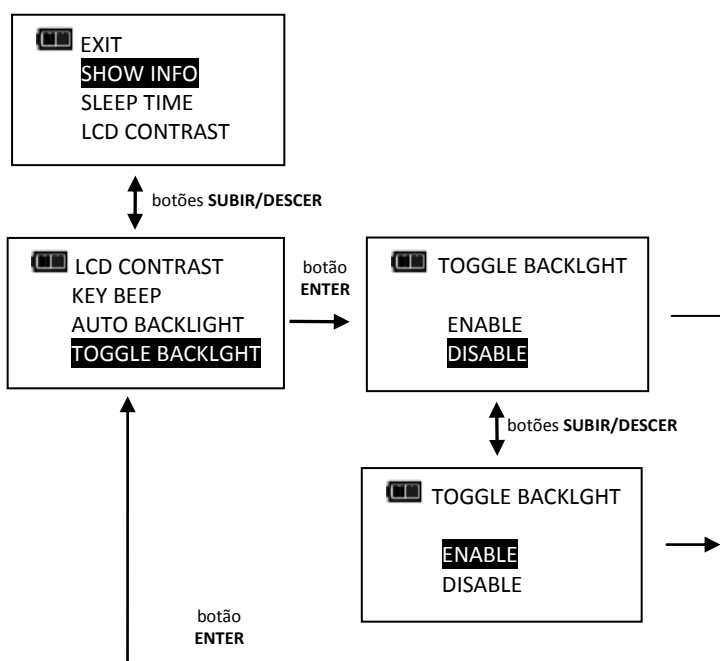 EXIT
SHOW INFO
SLEEP TIME
LCD CONTRAST
botões SUBIR/DESCER
LCD CONTRAST
KEY BEEP
AUTO BACKLIGHT
TOGGLE BACKLGHT
botão
ENTER
TOGGLE BACKLGHT
ENABLE
DISABLE
botões SUBIR/DESCER
TOGGLE BACKLGHT
ENABLE
DISABLE
botão
ENTER